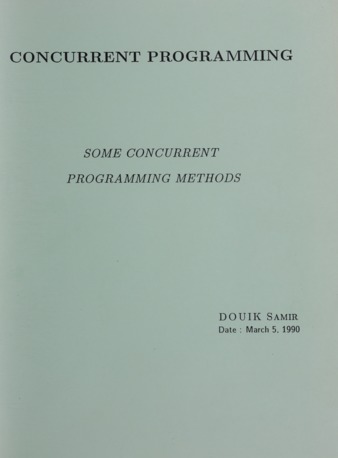 CONCURRENT PROGRAMMING
SOME CONCURRENT
PROGRAMMING METHODS
DOUIK SAMIR
Date : March 5, 1990